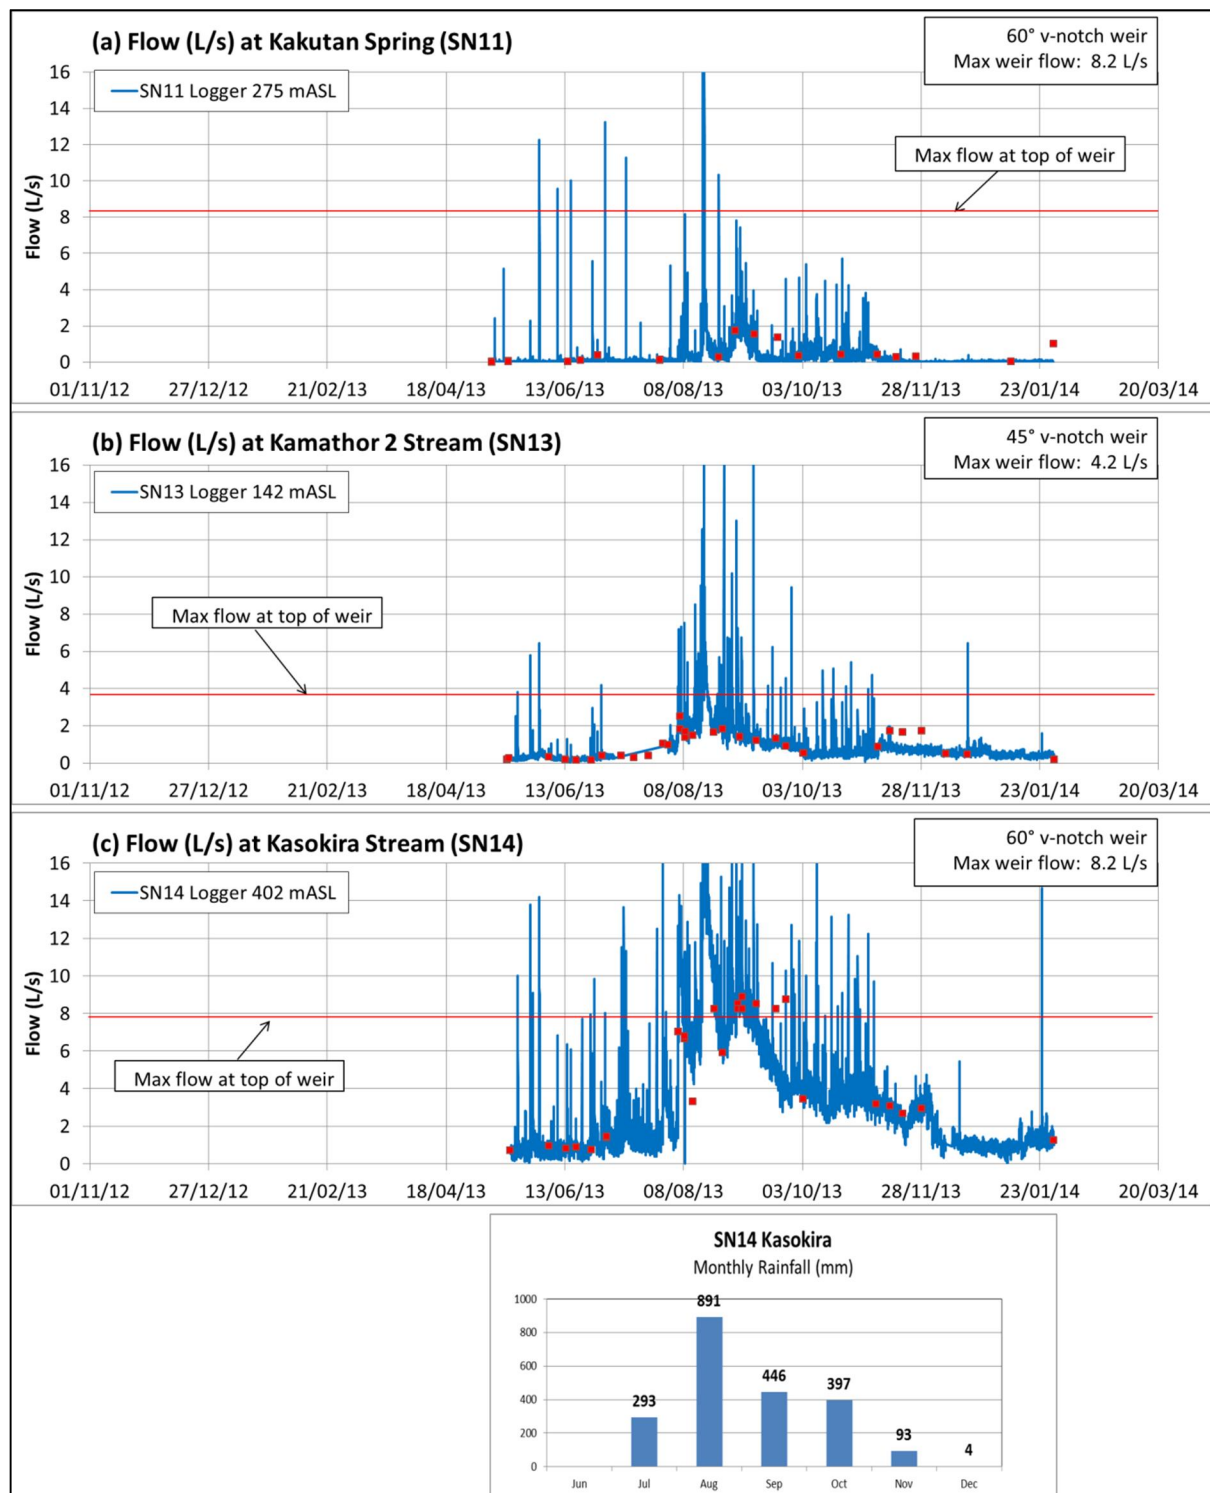 (a) Flow (L/s) at Kakutan Spring (SN11)
60° v-notch weir
Max weir flow: 8.2 L/s
SN11 Logger 275 mASL
Max flow at top of weir
Flow (L/s)
16
14
12
10
8
6
4
2
0
01/11/12 27/12/12 21/02/13 18/04/13 13/06/13 08/08/13 03/10/13 28/11/13 23/01/14 20/03/14
(b) Flow (L/s) at Kamathor 2 Stream (SN13)
45° v-notch weir
Max weir flow: 4.2 L/s
SN13 Logger 142 mASL
Max flow at top of weir
Flow (L/s)
16
14
12
10
8
6
4
2
0
01/11/12 27/12/12 21/02/13 18/04/13 13/06/13 08/08/13 03/10/13 28/11/13 23/01/14 20/03/14
(c) Flow (L/s) at Kasokira Stream (SN14)
60° v-notch weir
Max weir flow: 8.2 L/s
SN14 Logger 402 mASL
Max flow at top of weir
Flow (L/s)
16
14
12
10
8
6
4
2
0
01/11/12 27/12/12 21/02/13 18/04/13 13/06/13 08/08/13 03/10/13 28/11/13 23/01/14 20/03/14
SN14 Kasokira
Monthly Rainfall (mm)
1000
800
600
400
200
0
293
891
446
397
93
4
Jun Jul Aug Sep Oct Nov Dec